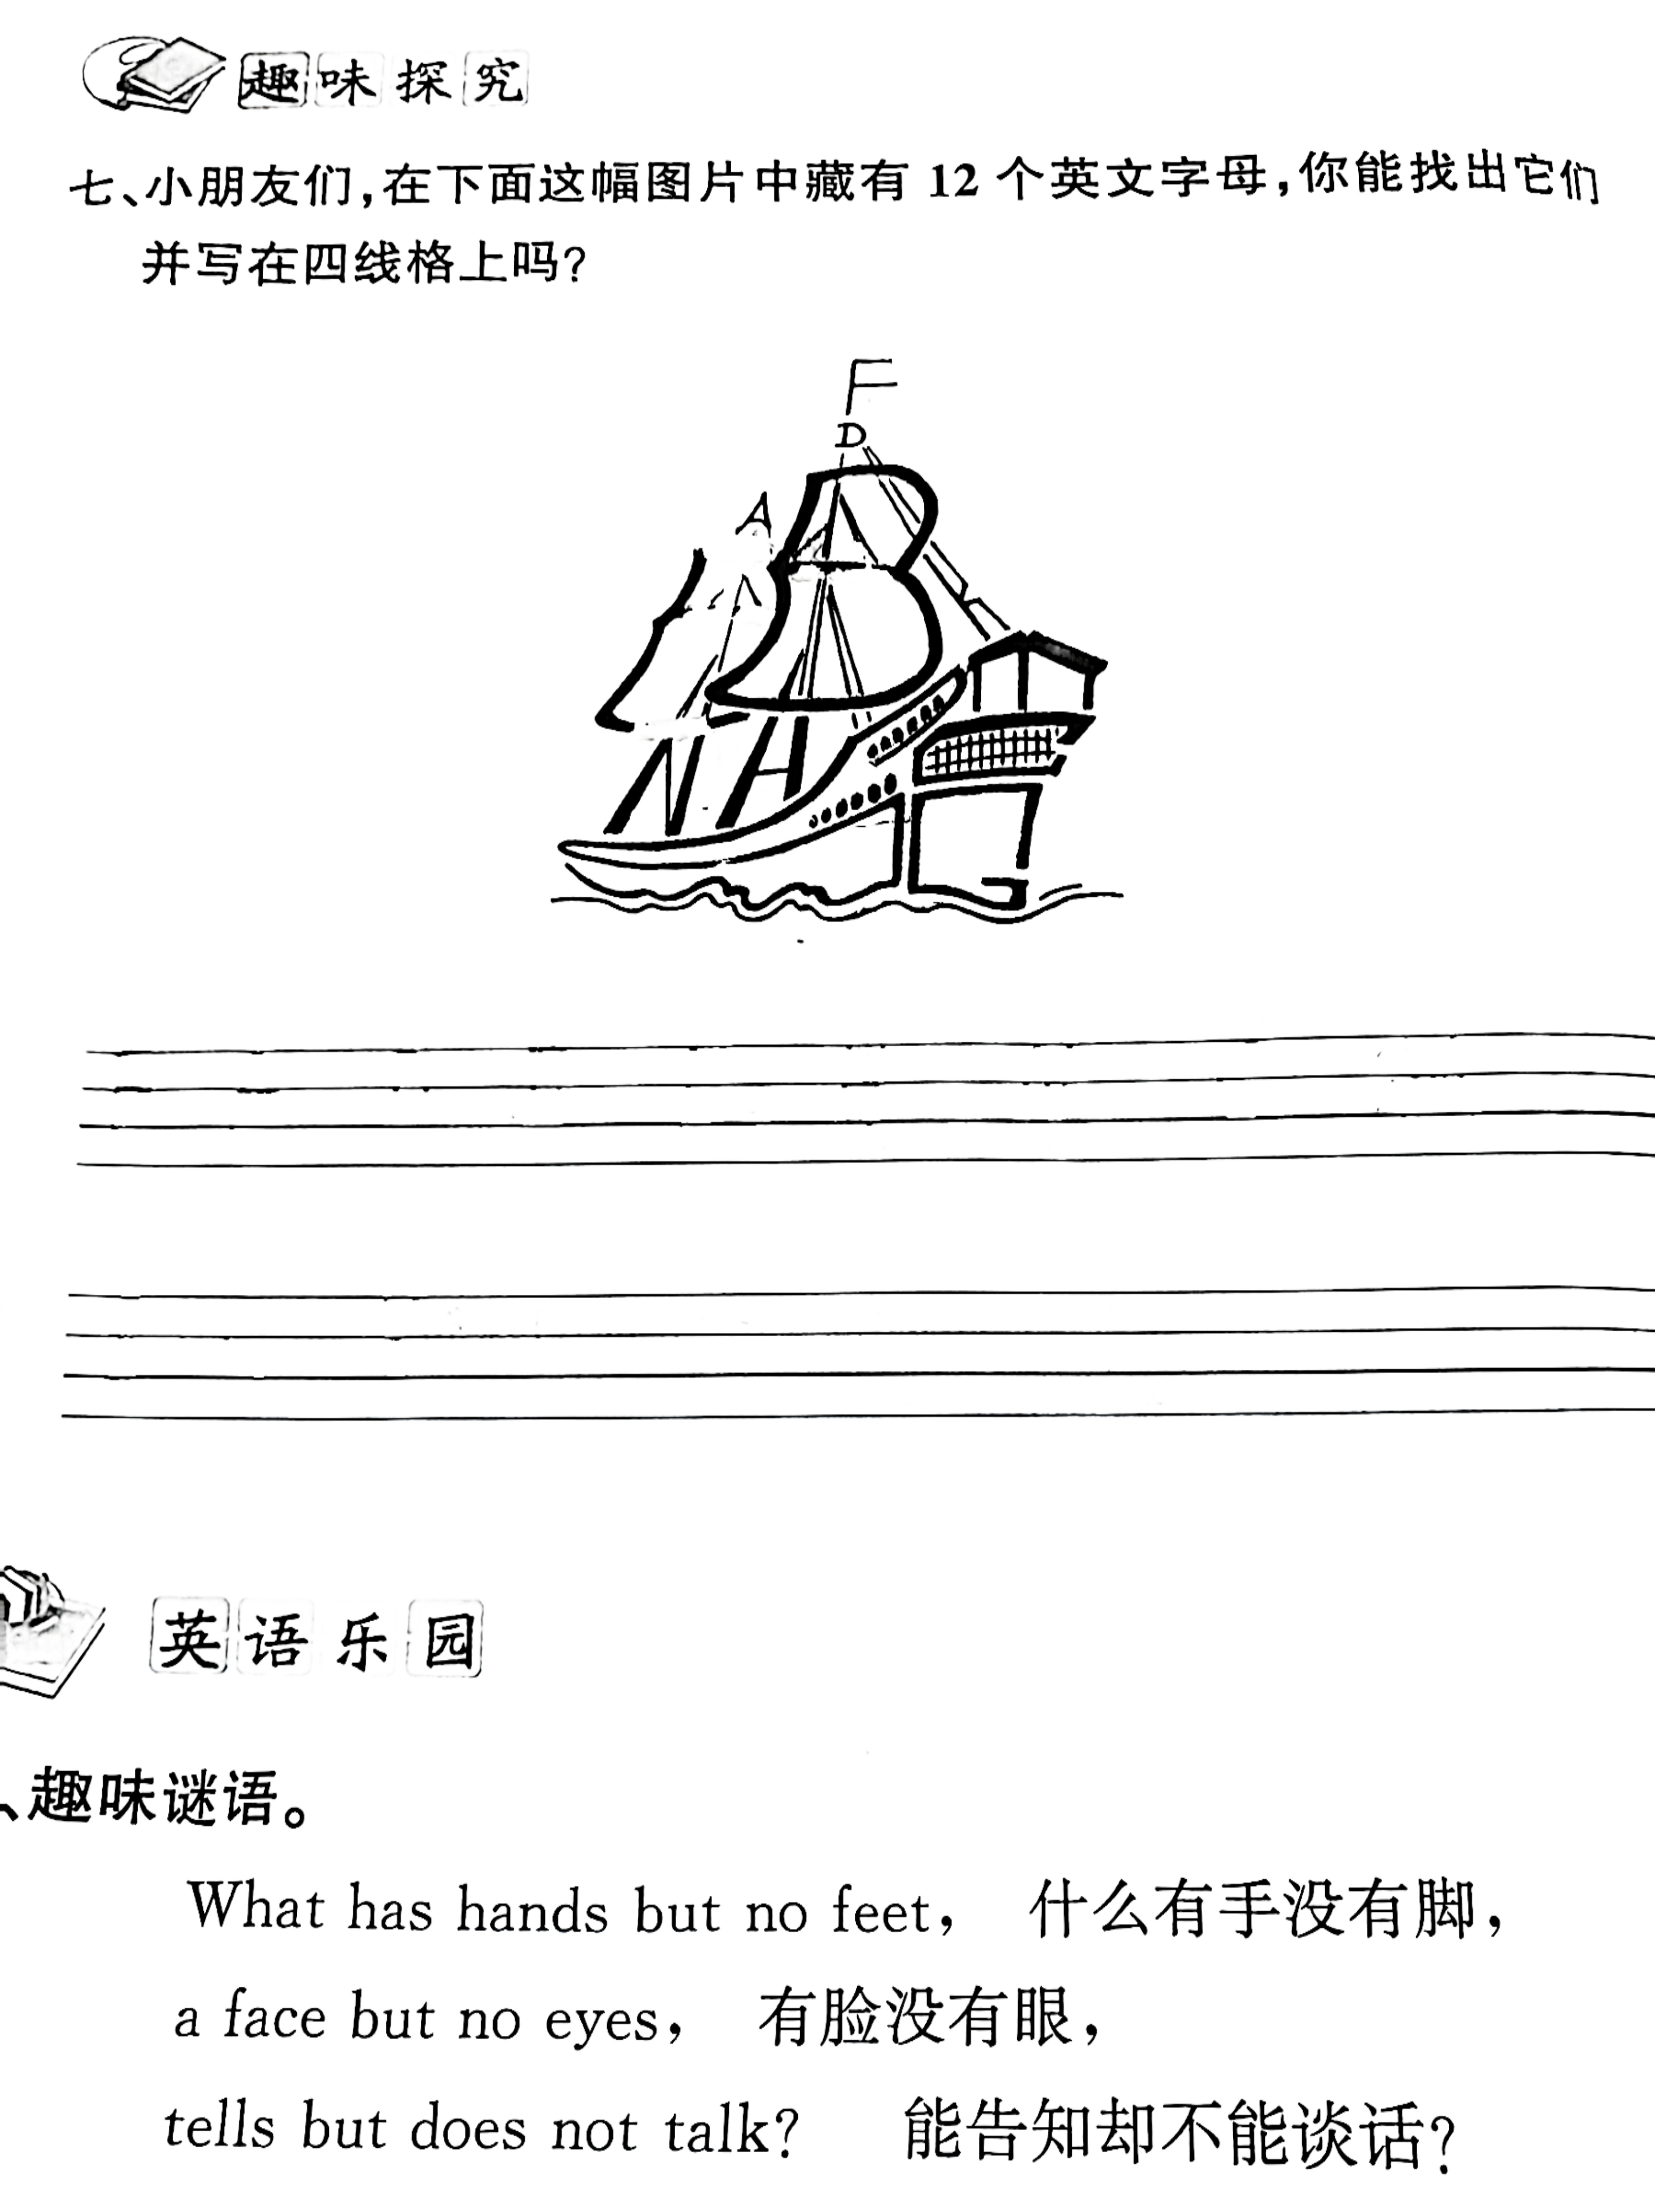 趣味探究
七、小朋友们,在下面这幅图片中藏有 12 个英文字母,你能找出它们
并写在四线格上吗?
F
D
A
B
N H
英语乐园
、趣味谜语。
What has hands but no feet, 什么有手没有脚,
a face but no eyes, 有脸没有眼,
tells but does not talk? 能告知却不能谈话?